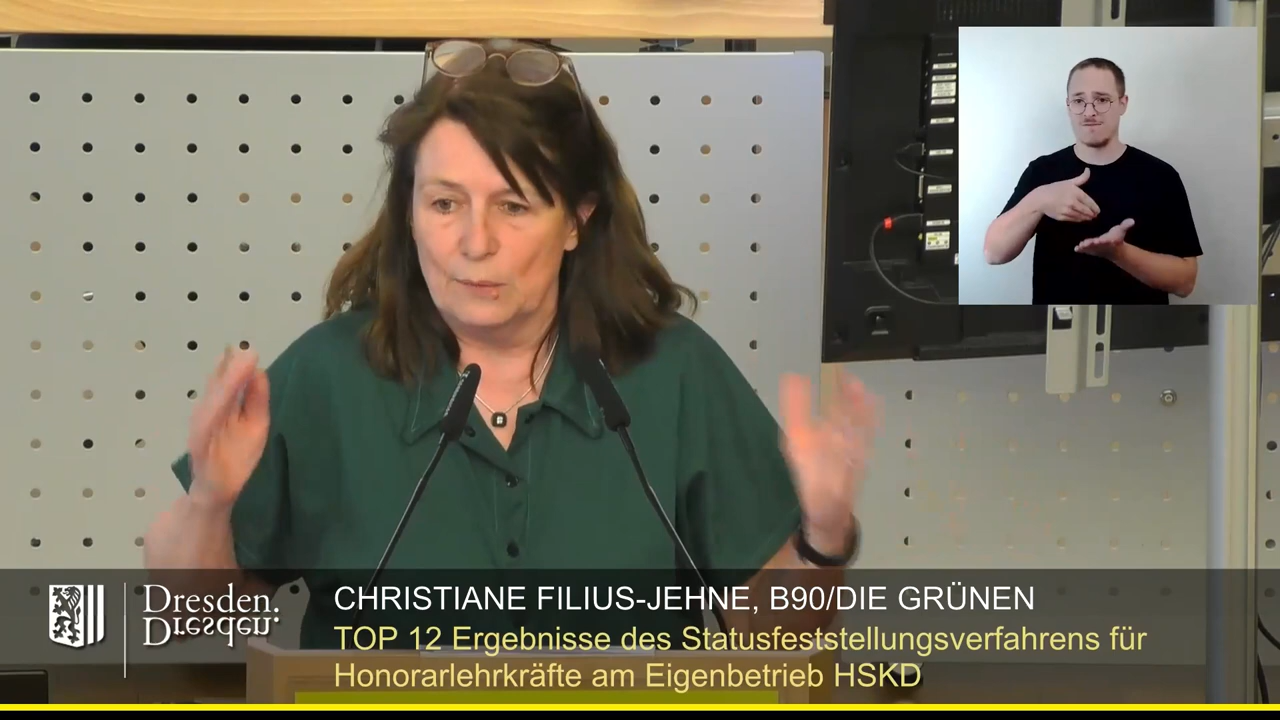 Dresden.
Dresden.
CHRISTIANE FILIUS-JEHNE, B90/DIE GRÜNEN
TOP 12 Ergebnisse des Statusfeststellungsverfahrens für
Honorarlehrkräfte am Eigenbetrieb HSKD